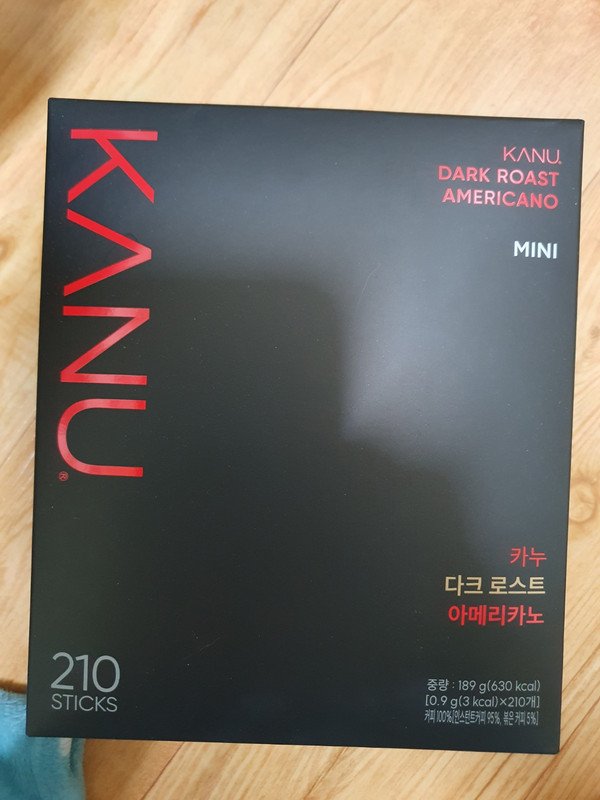 KANU®
KANU.
DARK ROAST
AMERICANO
MINI
카누
다크 로스트
아메리카노
210
STICKS
중량 : 189 g(630 kcal)
[0.9 g(3 kcal)×210개]
커피 100%[인스턴트커피 95%, 볶은 커피 5%]